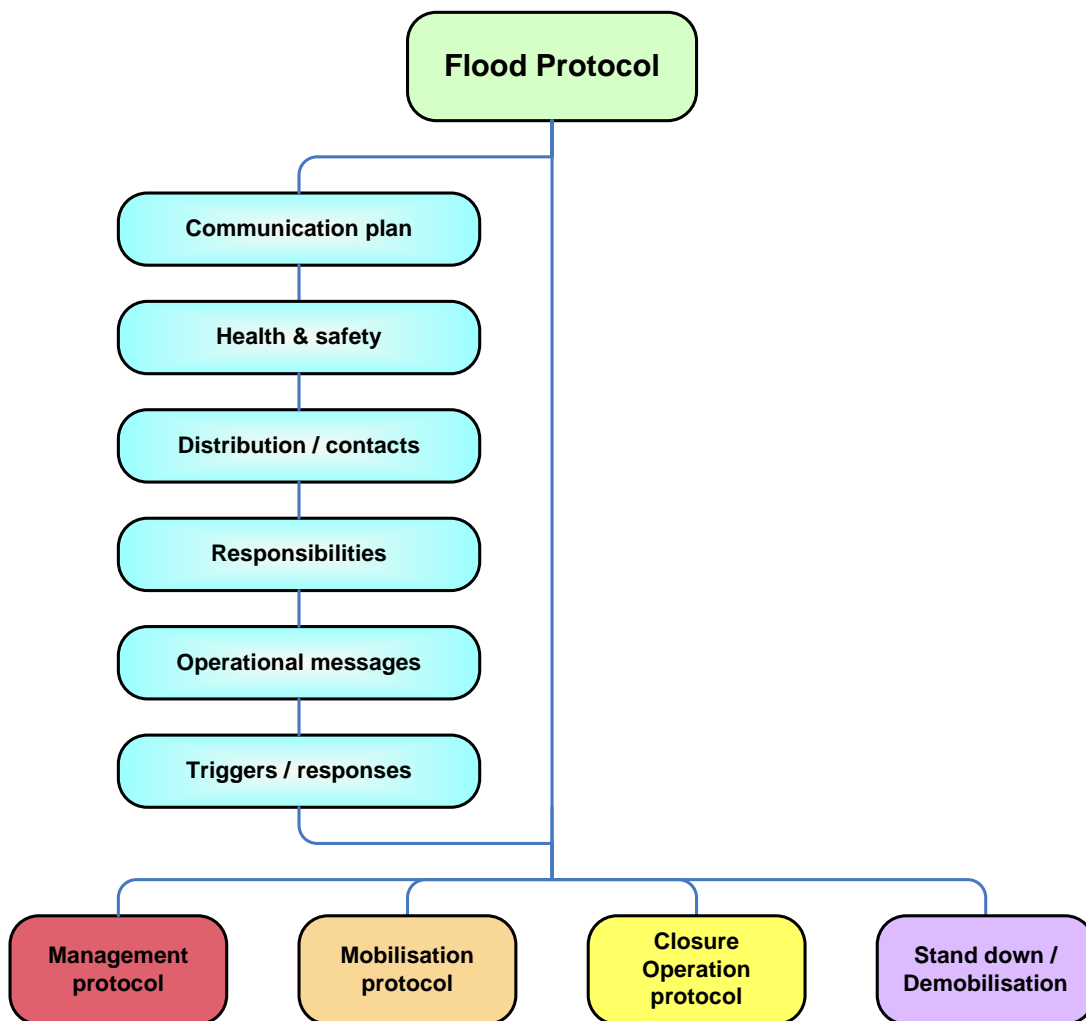 Flood Protocol
Communication plan
Health & safety
Distribution / contacts
Responsibilities
Operational messages
Triggers / responses
Management
protocol
Mobilisation
protocol
Closure
Operation
protocol
Stand down /
Demobilisation